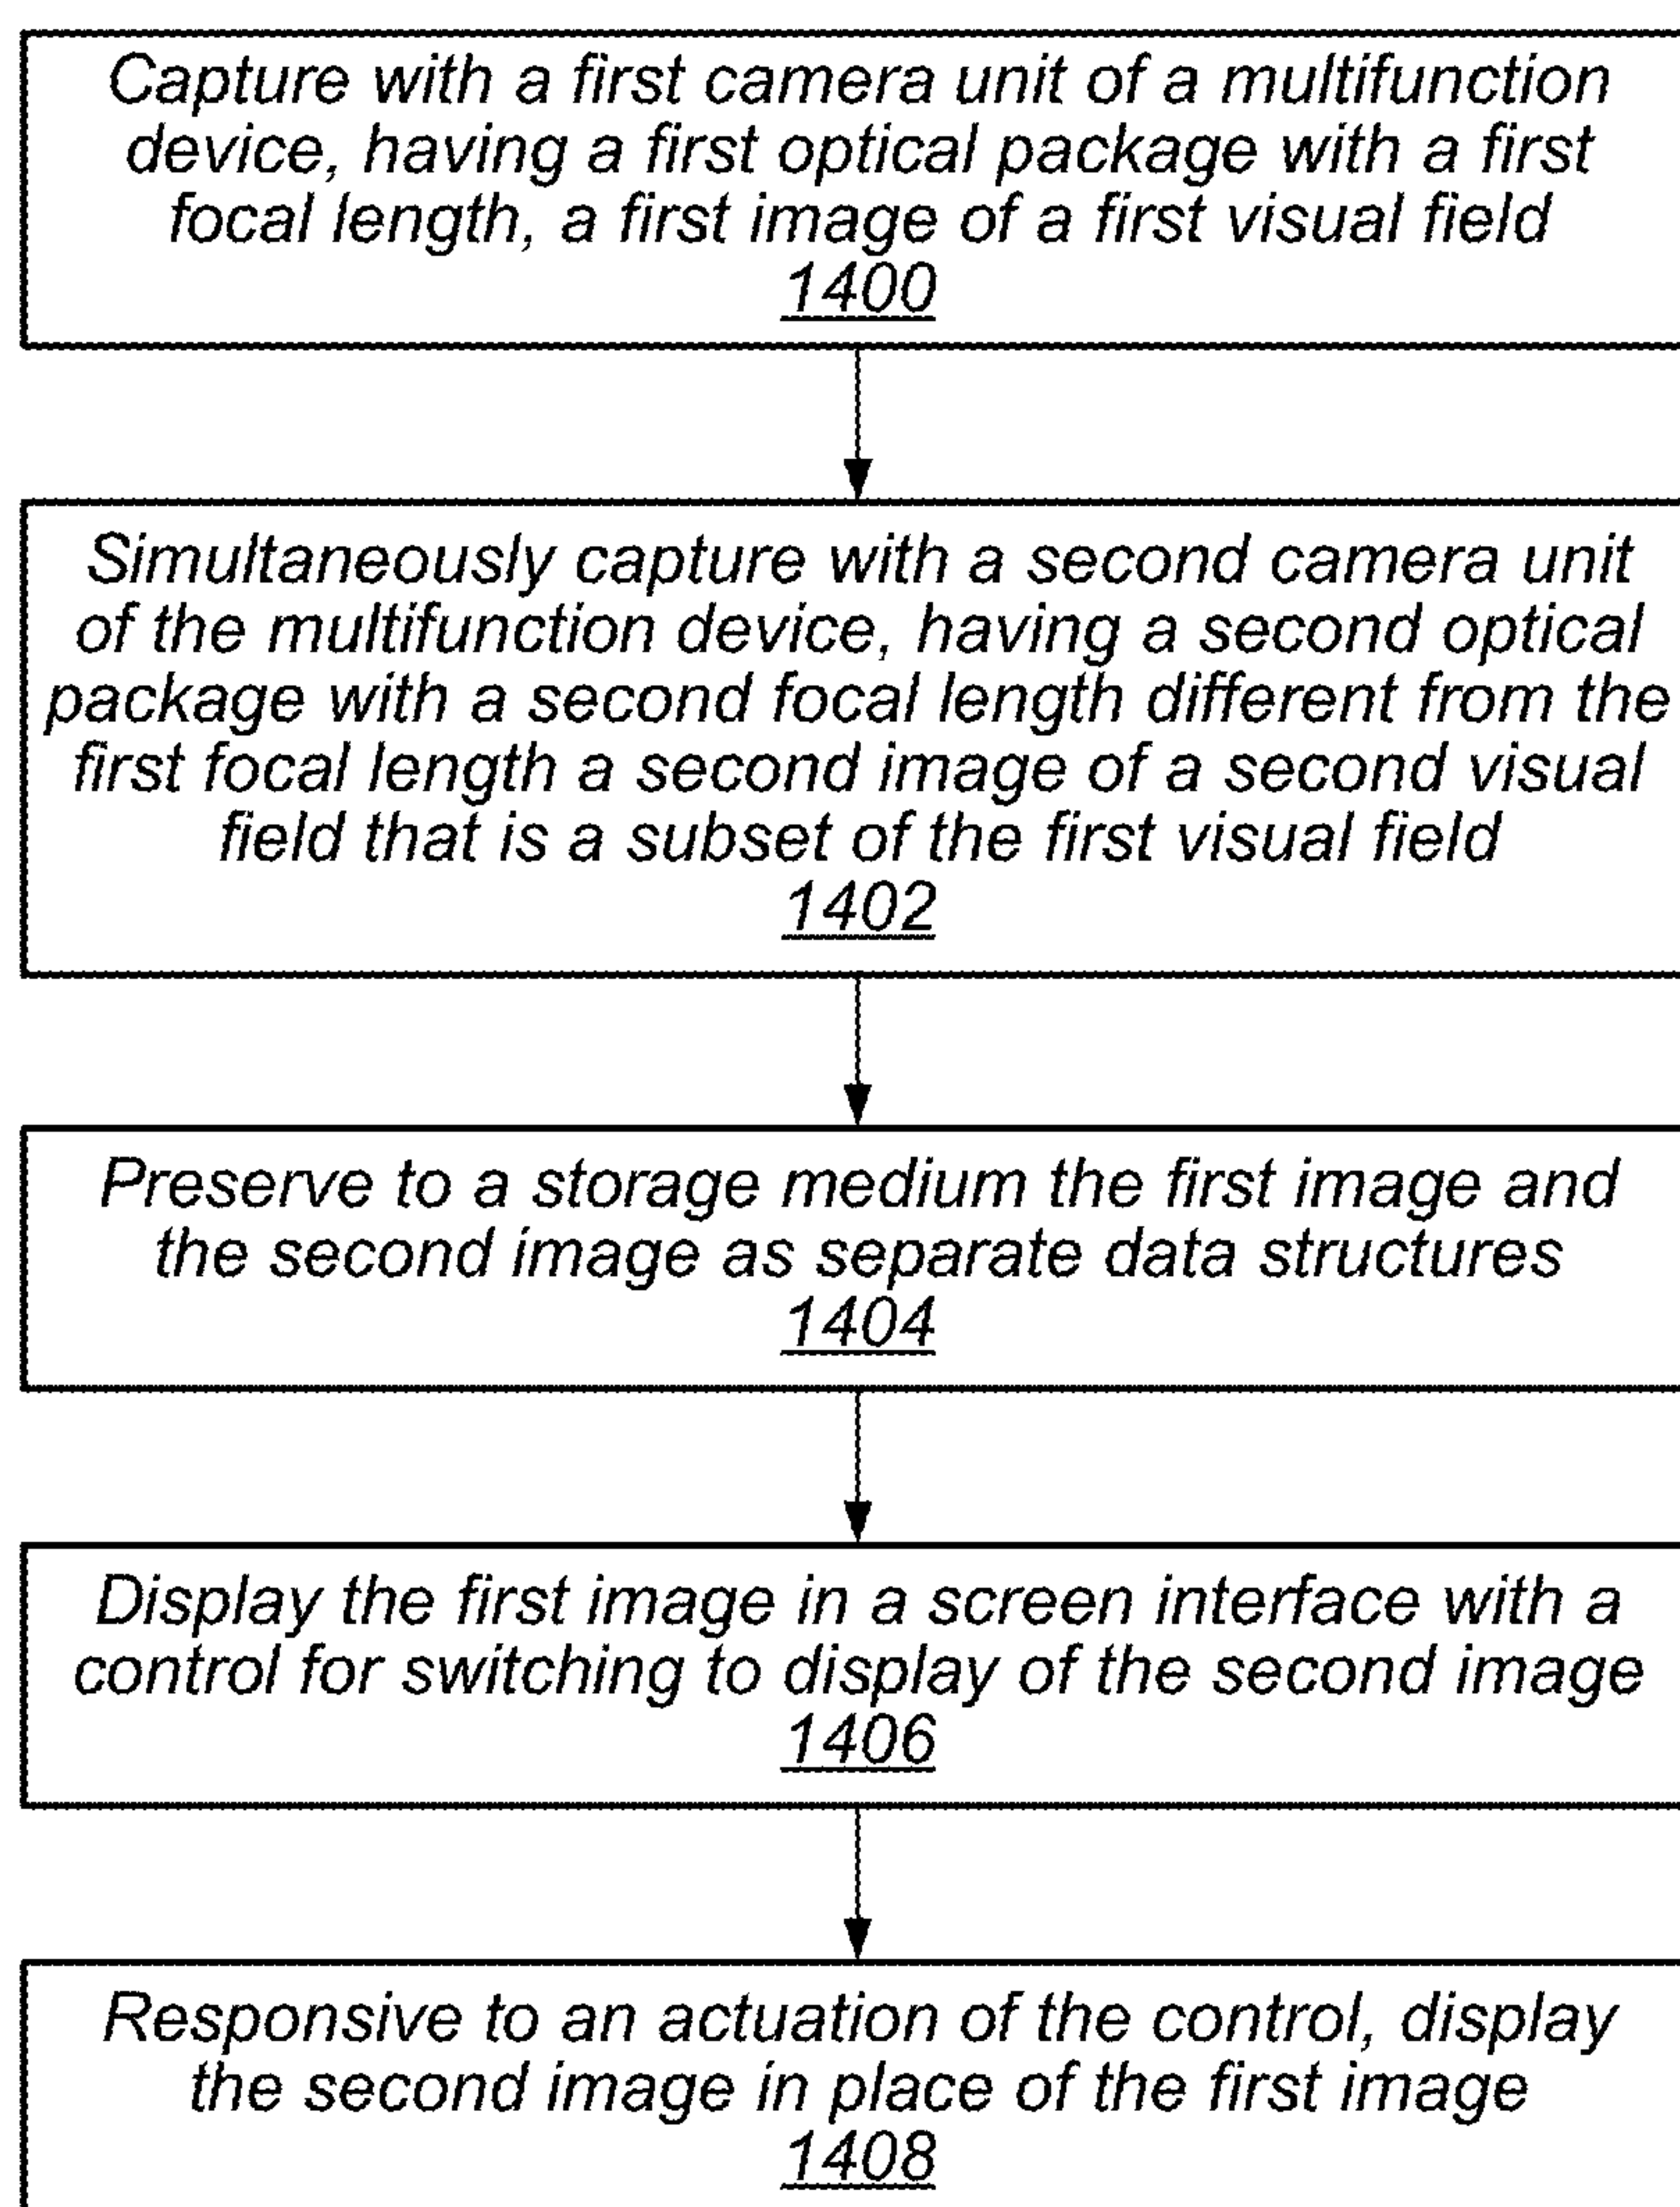 Capture with a first camera unit of a multifunction
device, having a first optical package with a first
focal length, a first image of a first visual field
1400
Simultaneously capture with a second camera unit
of the multifunction device, having a second optical
package with a second focal length different from the
first focal length a second image of a second visual
field that is a subset of the first visual field
1402
Preserve to a storage medium the first image and
the second image as separate data structures
1404
Display the first image in a screen interface with a
control for switching to display of the second image
1406
Responsive to an actuation of the control, display
the second image in place of the first image
1408